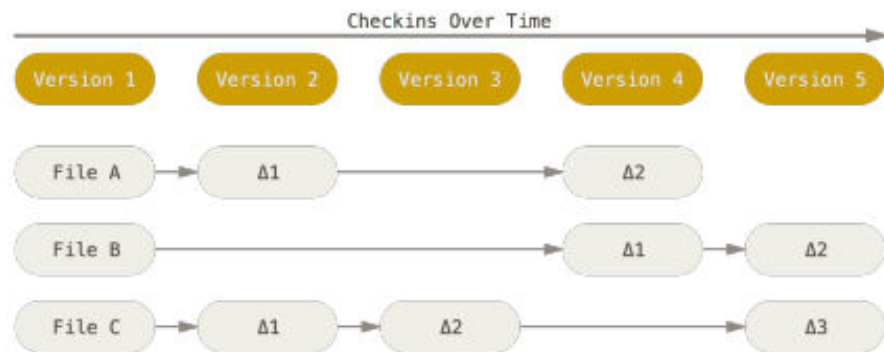 Checkins Over Time
Version 1 Version 2 Version 3 Version 4 Version 5
File A Δ1 Δ2
File B Δ1 Δ2
File C Δ1 Δ2 Δ3